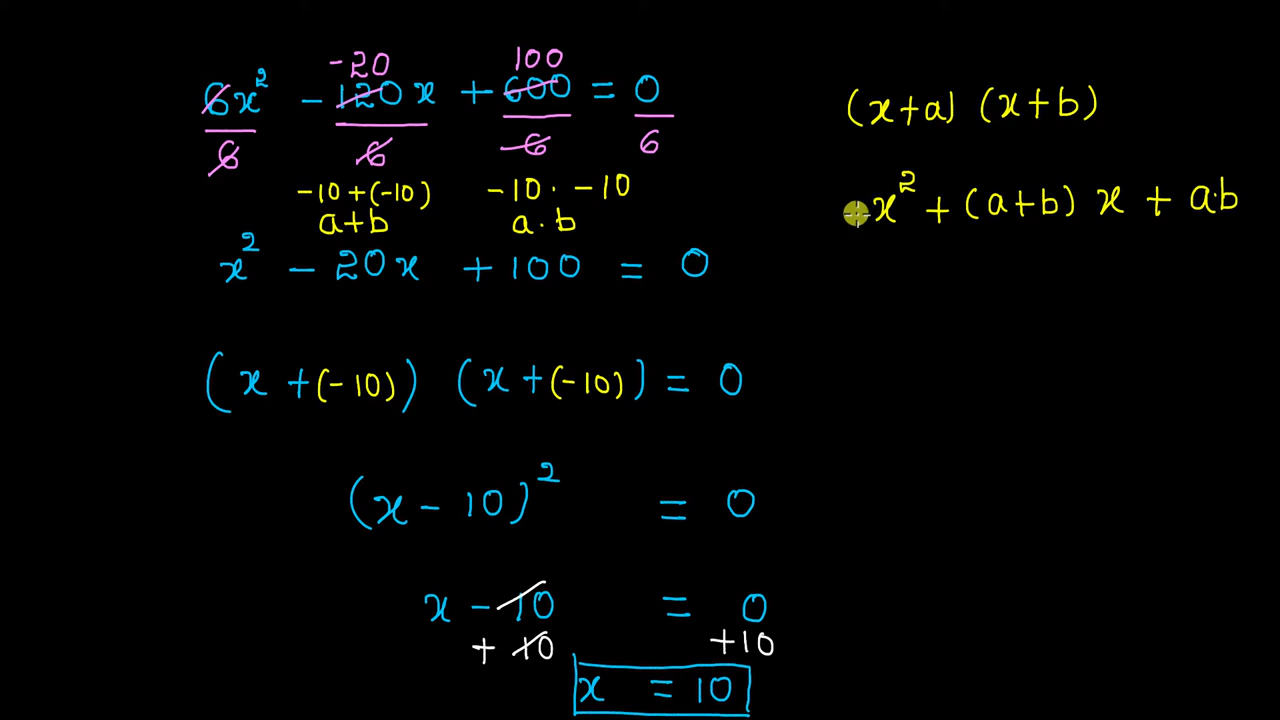 -20 100
6x² - 120x + 600 = 0
6 6 6 6
-10+(-10) -10 · -10
a+b a·b
x² - 20x + 100 = 0
(x+(-10)) (x+(-10)) = 0
(x-10)² = 0
x - 10 = 0
+ 10 +10
x = 10
(x+a) (x+b)
x² + (a+b) x + a·b